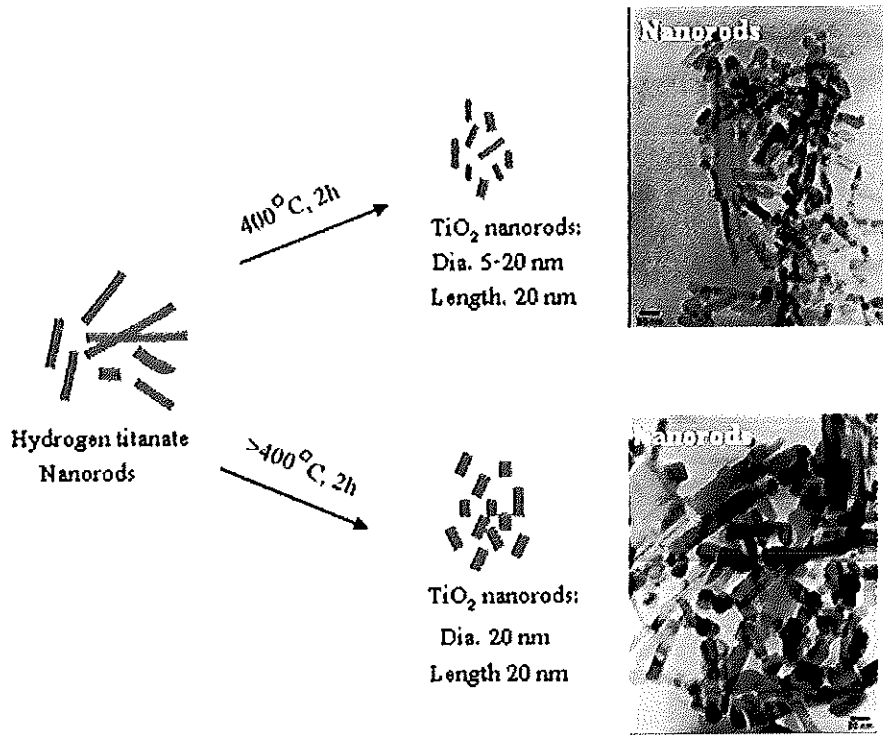 Nanorods
400°C, 2h
TiO₂ nanorods:
Dia. 5-20 nm
Length. 20 nm
Hydrogen titanate
Nanorods
>400°C, 2h
Nanorods
TiO₂ nanorods:
Dia. 20 nm
Length 20 nm